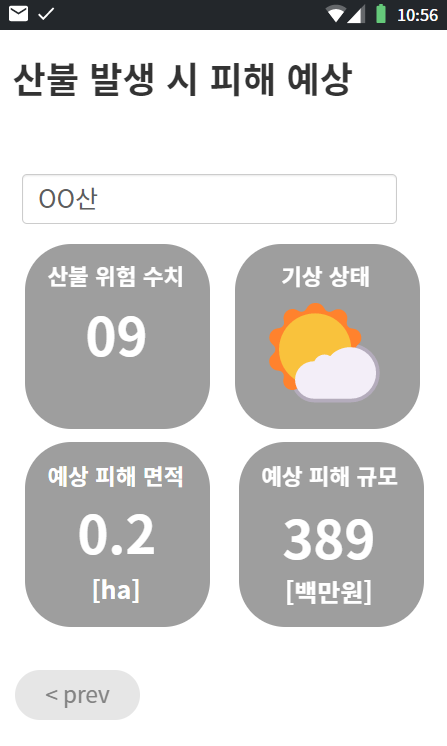 10:56
산불 발생 시 피해 예상
OO산
산불 위험 수치
09
기상 상태
예상 피해 면적
0.2
[ha]
예상 피해 규모
389
[백만원]
< prev